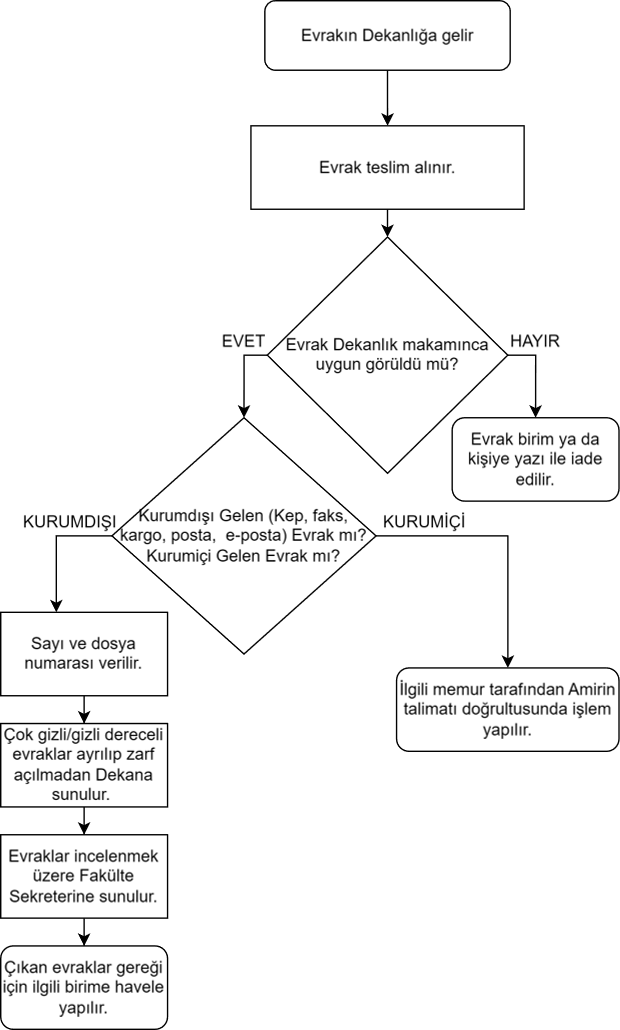 Evrakın Dekanlığa gelir
Evrak teslim alınır.
EVET
Evrak Dekanlık makamınca
uygun görüldü mü?
HAYIR
Evrak birim ya da
kişiye yazı ile iade
edilir.
KURUMDIŞI
Kurumdışı Gelen (Kep, faks,
kargo, posta, e-posta) Evrak mı?
Kurumiçi Gelen Evrak mı?
KURUMİÇİ
Sayı ve dosya
numarası verilir.
İlgili memur tarafından Amirin
talimatı doğrultusunda işlem
yapılır.
Çok gizli/gizli dereceli
evraklar ayrılıp zarf
açılmadan Dekana
sunulur.
Evraklar incelenmek
üzere Fakülte
Sekreterine sunulur.
Çıkan evraklar gereği
için ilgili birime havele
yapılır.